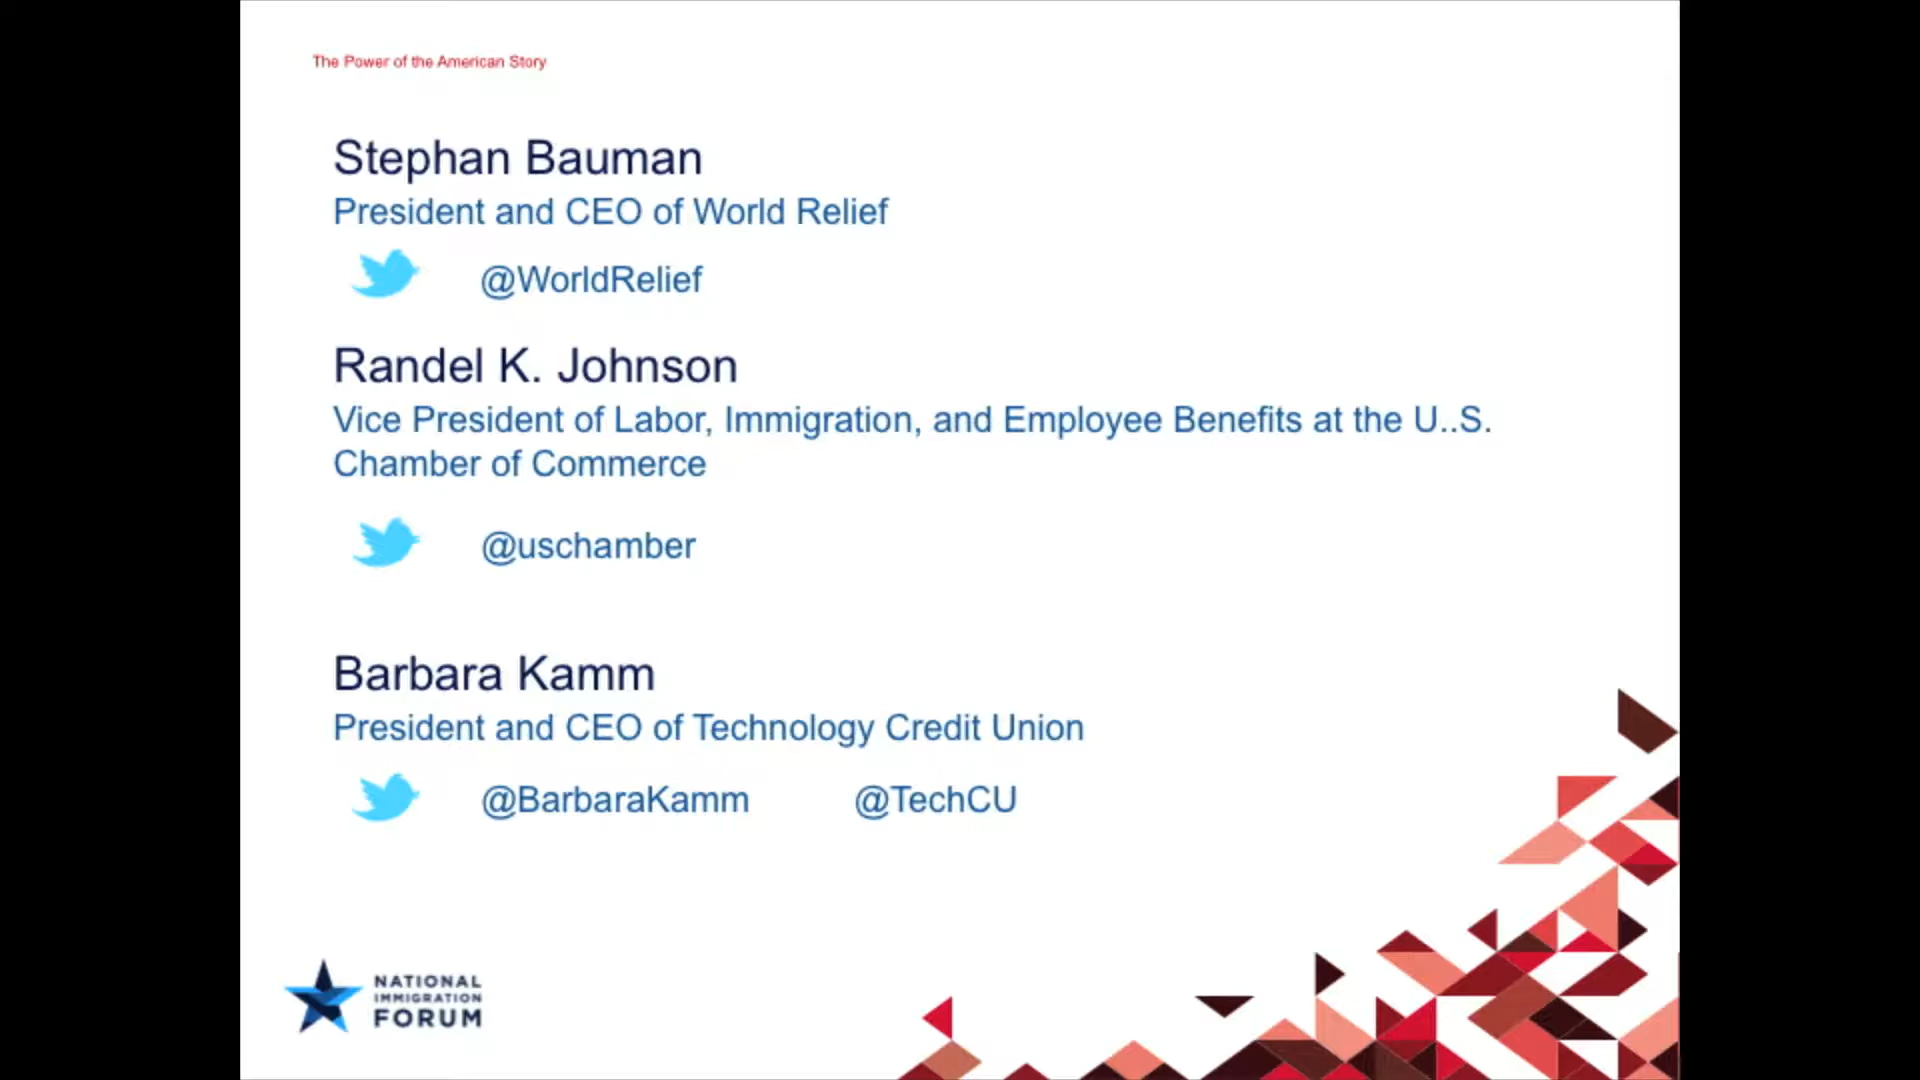 The Power of the American Story
Stephan Bauman
President and CEO of World Relief
@WorldRelief
Randel K. Johnson
Vice President of Labor, Immigration, and Employee Benefits at the U..S.
Chamber of Commerce
@uschamber
Barbara Kamm
President and CEO of Technology Credit Union
@BarbaraKamm @TechCU
NATIONAL
IMMIGRATION
FORUM